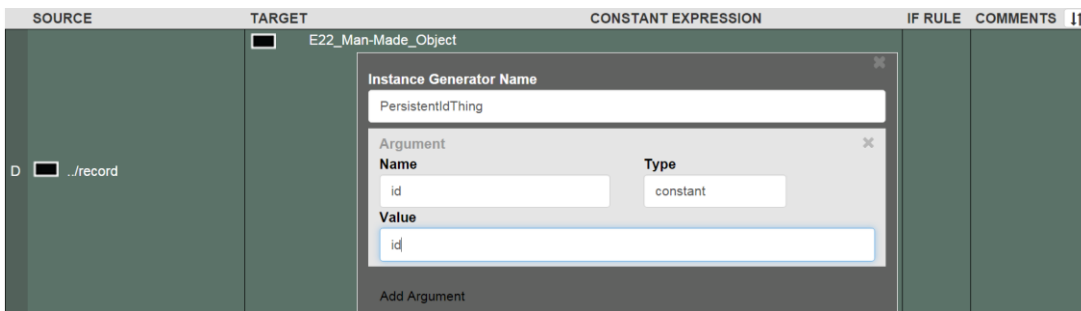 SOURCE TARGET CONSTANT EXPRESSION IF RULE COMMENTS
E22_Man-Made_Object
Instance Generator Name
PersistentIdThing
Argument
Name Type
D ../record
id constant
Value
id
Add Argument